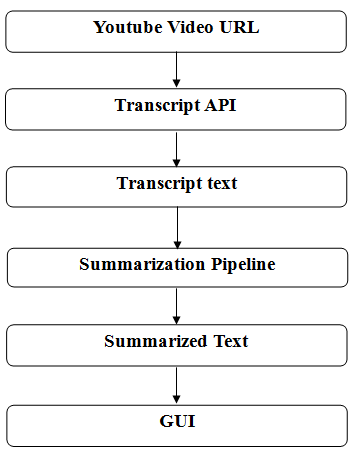 Youtube Video URL
Transcript API
Transcript text
Summarization Pipeline
Summarized Text
GUI